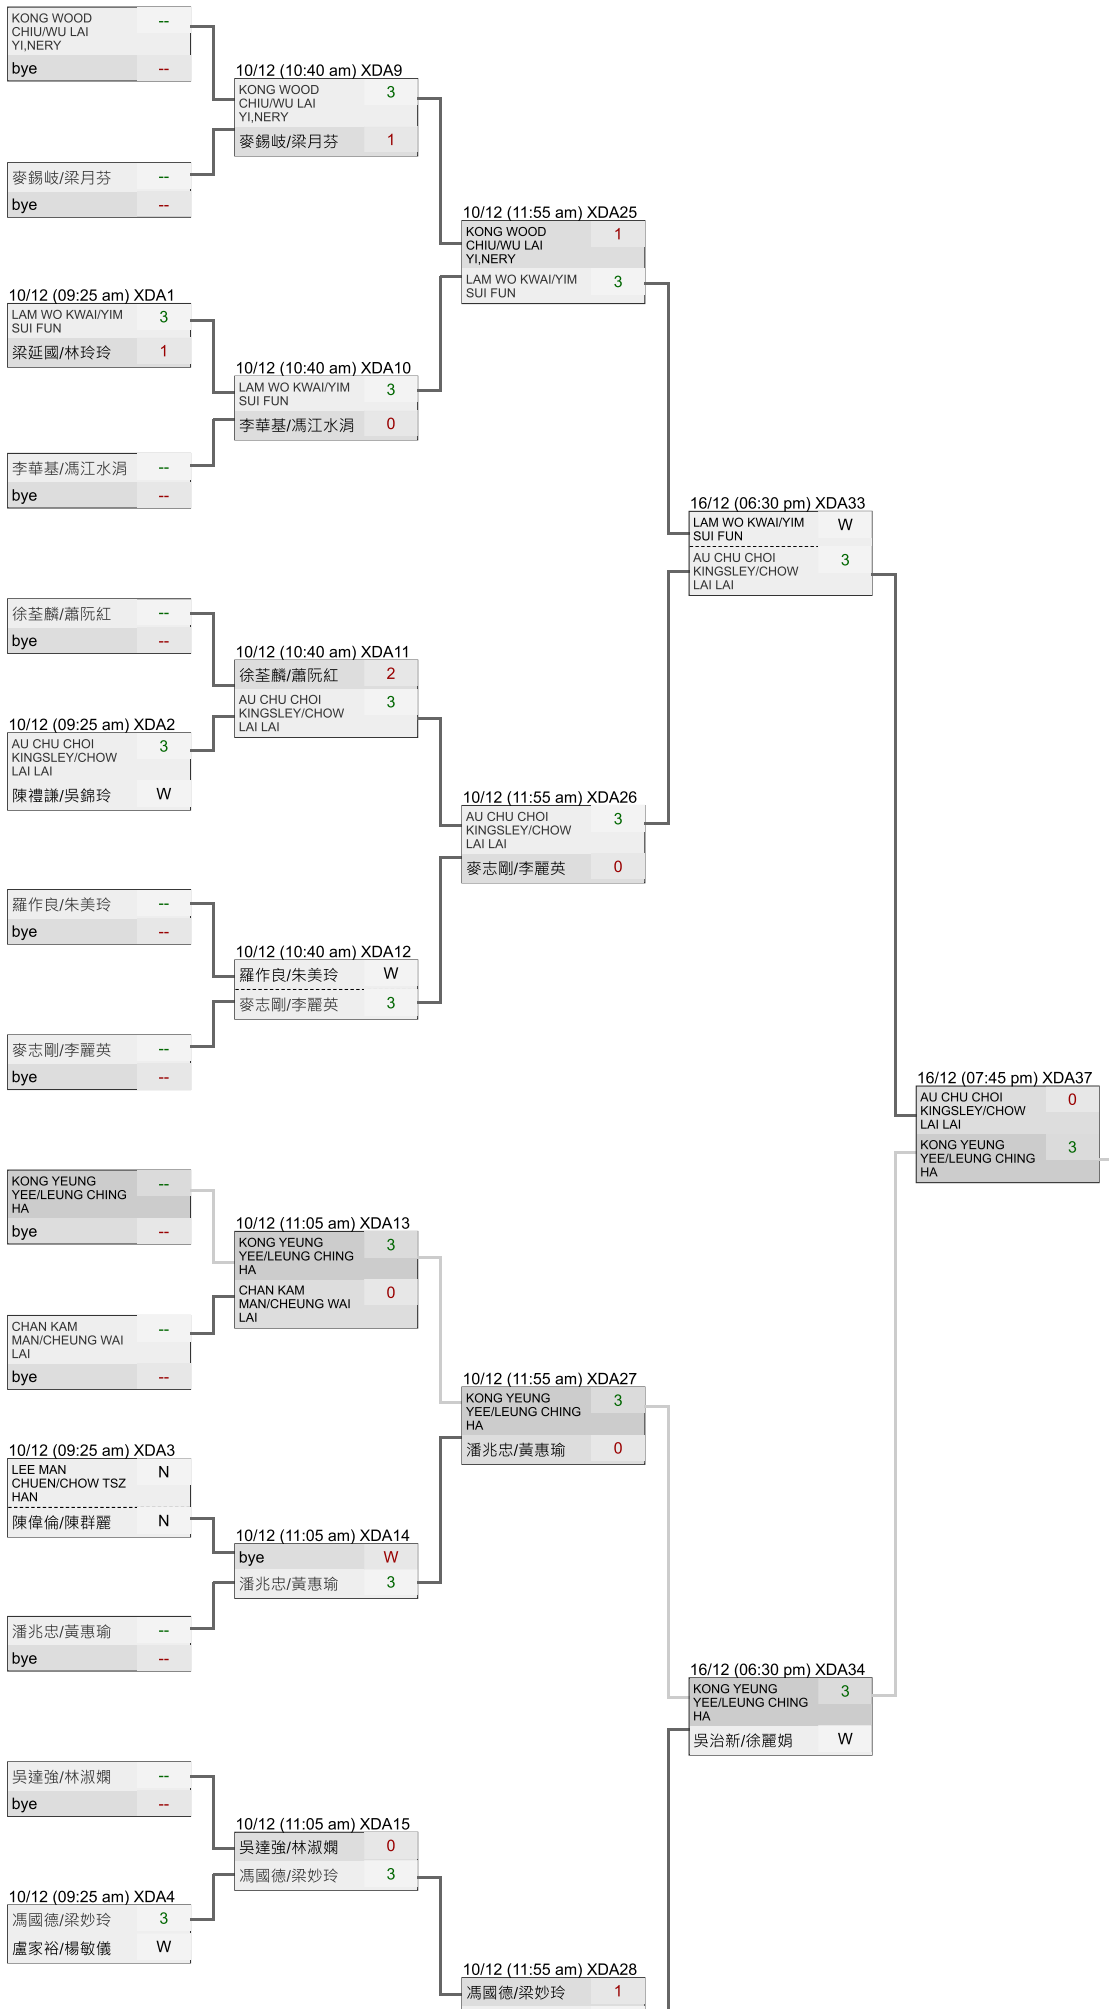 KONG WOOD
CHIU/WU LAI
YI,NERY
--
bye
--
麥錫岐/梁月芬
--
bye
--
10/12 (10:40 am) XDA9
KONG WOOD
CHIU/WU LAI
YI,NERY
3
麥錫岐/梁月芬
1
10/12 (09:25 am) XDA1
LAM WO KWAI/YIM
SUI FUN
3
梁延國/林玲玲
1
李華基/馮江水涓
--
bye
--
10/12 (10:40 am) XDA10
LAM WO KWAI/YIM
SUI FUN
3
李華基/馮江水涓
0
10/12 (11:55 am) XDA25
KONG WOOD
CHIU/WU LAI
YI,NERY
1
LAM WO KWAI/YIM
SUI FUN
3
徐荃麟/蕭阮紅
--
bye
--
10/12 (09:25 am) XDA2
AU CHU CHOI
KINGSLEY/CHOW
LAI LAI
3
陳禮謙/吳錦玲
W
10/12 (10:40 am) XDA11
徐荃麟/蕭阮紅
2
AU CHU CHOI
KINGSLEY/CHOW
LAI LAI
3
羅作良/朱美玲
--
bye
--
麥志剛/李麗英
--
bye
--
10/12 (10:40 am) XDA12
羅作良/朱美玲
W
麥志剛/李麗英
3
10/12 (11:55 am) XDA26
AU CHU CHOI
KINGSLEY/CHOW
LAI LAI
3
麥志剛/李麗英
0
16/12 (06:30 pm) XDA33
LAM WO KWAI/YIM
SUI FUN
W
AU CHU CHOI
KINGSLEY/CHOW
LAI LAI
3
16/12 (07:45 pm) XDA37
AU CHU CHOI
KINGSLEY/CHOW
LAI LAI
0
KONG YEUNG
YEE/LEUNG CHING
HA
3
KONG YEUNG
YEE/LEUNG CHING
HA
--
bye
--
CHAN KAM
MAN/CHEUNG WAI
LAI
--
bye
--
10/12 (11:05 am) XDA13
KONG YEUNG
YEE/LEUNG CHING
HA
3
CHAN KAM
MAN/CHEUNG WAI
LAI
0
10/12 (09:25 am) XDA3
LEE MAN
CHUEN/CHOW TSZ
HAN
N
陳偉倫/陳群麗
N
潘兆忠/黃惠瑜
--
bye
--
10/12 (11:05 am) XDA14
bye
W
潘兆忠/黃惠瑜
3
10/12 (11:55 am) XDA27
KONG YEUNG
YEE/LEUNG CHING
HA
3
潘兆忠/黃惠瑜
0
16/12 (06:30 pm) XDA34
KONG YEUNG
YEE/LEUNG CHING
HA
3
吳治新/徐麗娟
W
吳達強/林淑嫻
--
bye
--
10/12 (09:25 am) XDA4
馮國德/梁妙玲
3
盧家裕/楊敏儀
W
10/12 (11:05 am) XDA15
吳達強/林淑嫻
0
馮國德/梁妙玲
3
10/12 (11:55 am) XDA28
馮國德/梁妙玲
1